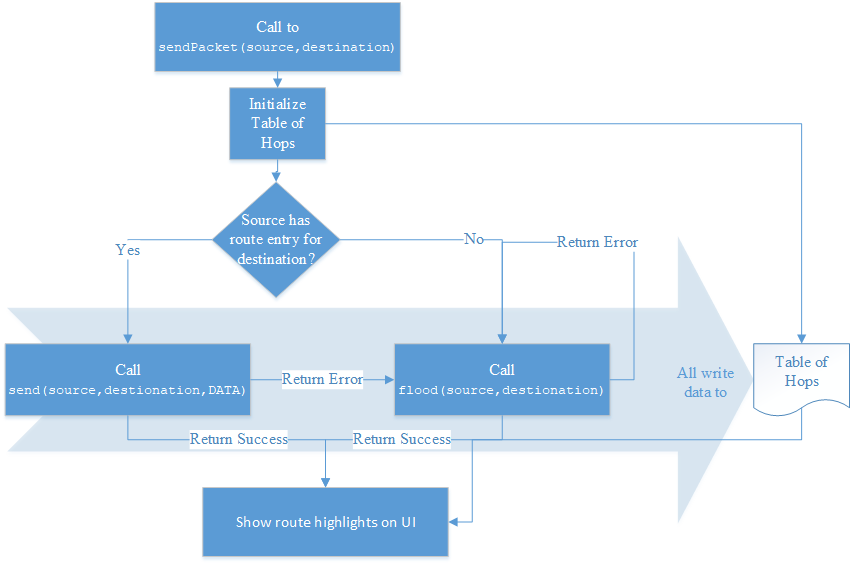 Call to
sendPacket(source,destination)
Initialize
Table of
Hops
Source has
route entry for
destination?
Yes
No
Return Error
Call
send(source,destionation,DATA)
Return Error
Call
flood(source,destionation)
All write
data to
Table of
Hops
Return Success
Return Success
Show route highlights on UI